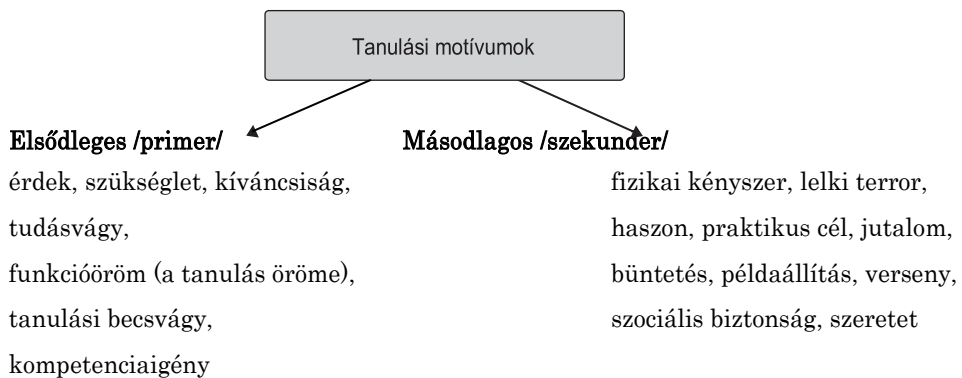 Tanulási motívumok
Elsődleges /primer/
érdek, szükséglet, kíváncsiság,
tudásvágy,
funkcióöröm (a tanulás öröme),
tanulási becsvágy,
kompetenciaigény
Másodlagos /szekunder/
fizikai kényszer, lelki terror,
haszon, praktikus cél, jutalom,
büntetés, példaállítás, verseny,
szociális biztonság, szeretet